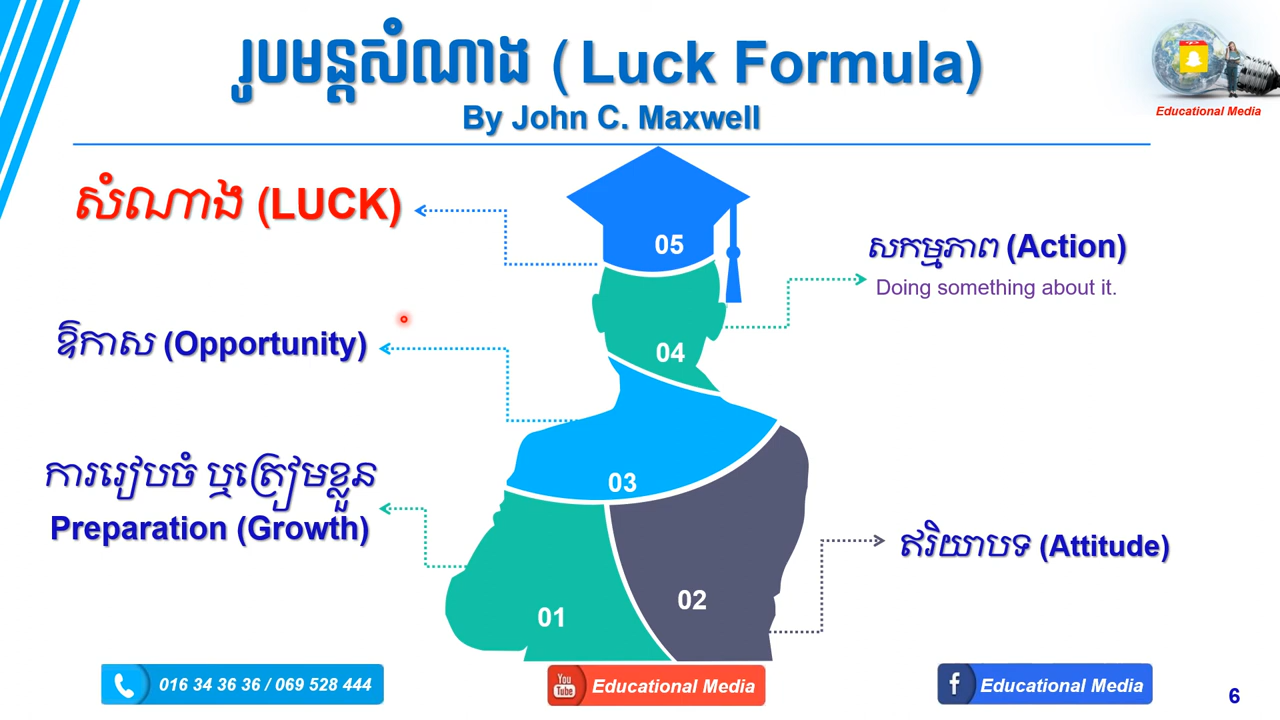 រូបមន្តសំណាង ( Luck Formula)
By John C. Maxwell
Educational Media
សំណាង (LUCK)
05
សកម្មភាព (Action)
Doing something about it.
ឱកាស (Opportunity)
04
03
ការរៀបចំ ឬត្រៀមខ្លួន
Preparation (Growth)
ឥរិយាបទ (Attitude)
02
01
016 34 36 36 / 069 528 444
You
Tube
Educational Media
f
Educational Media
6